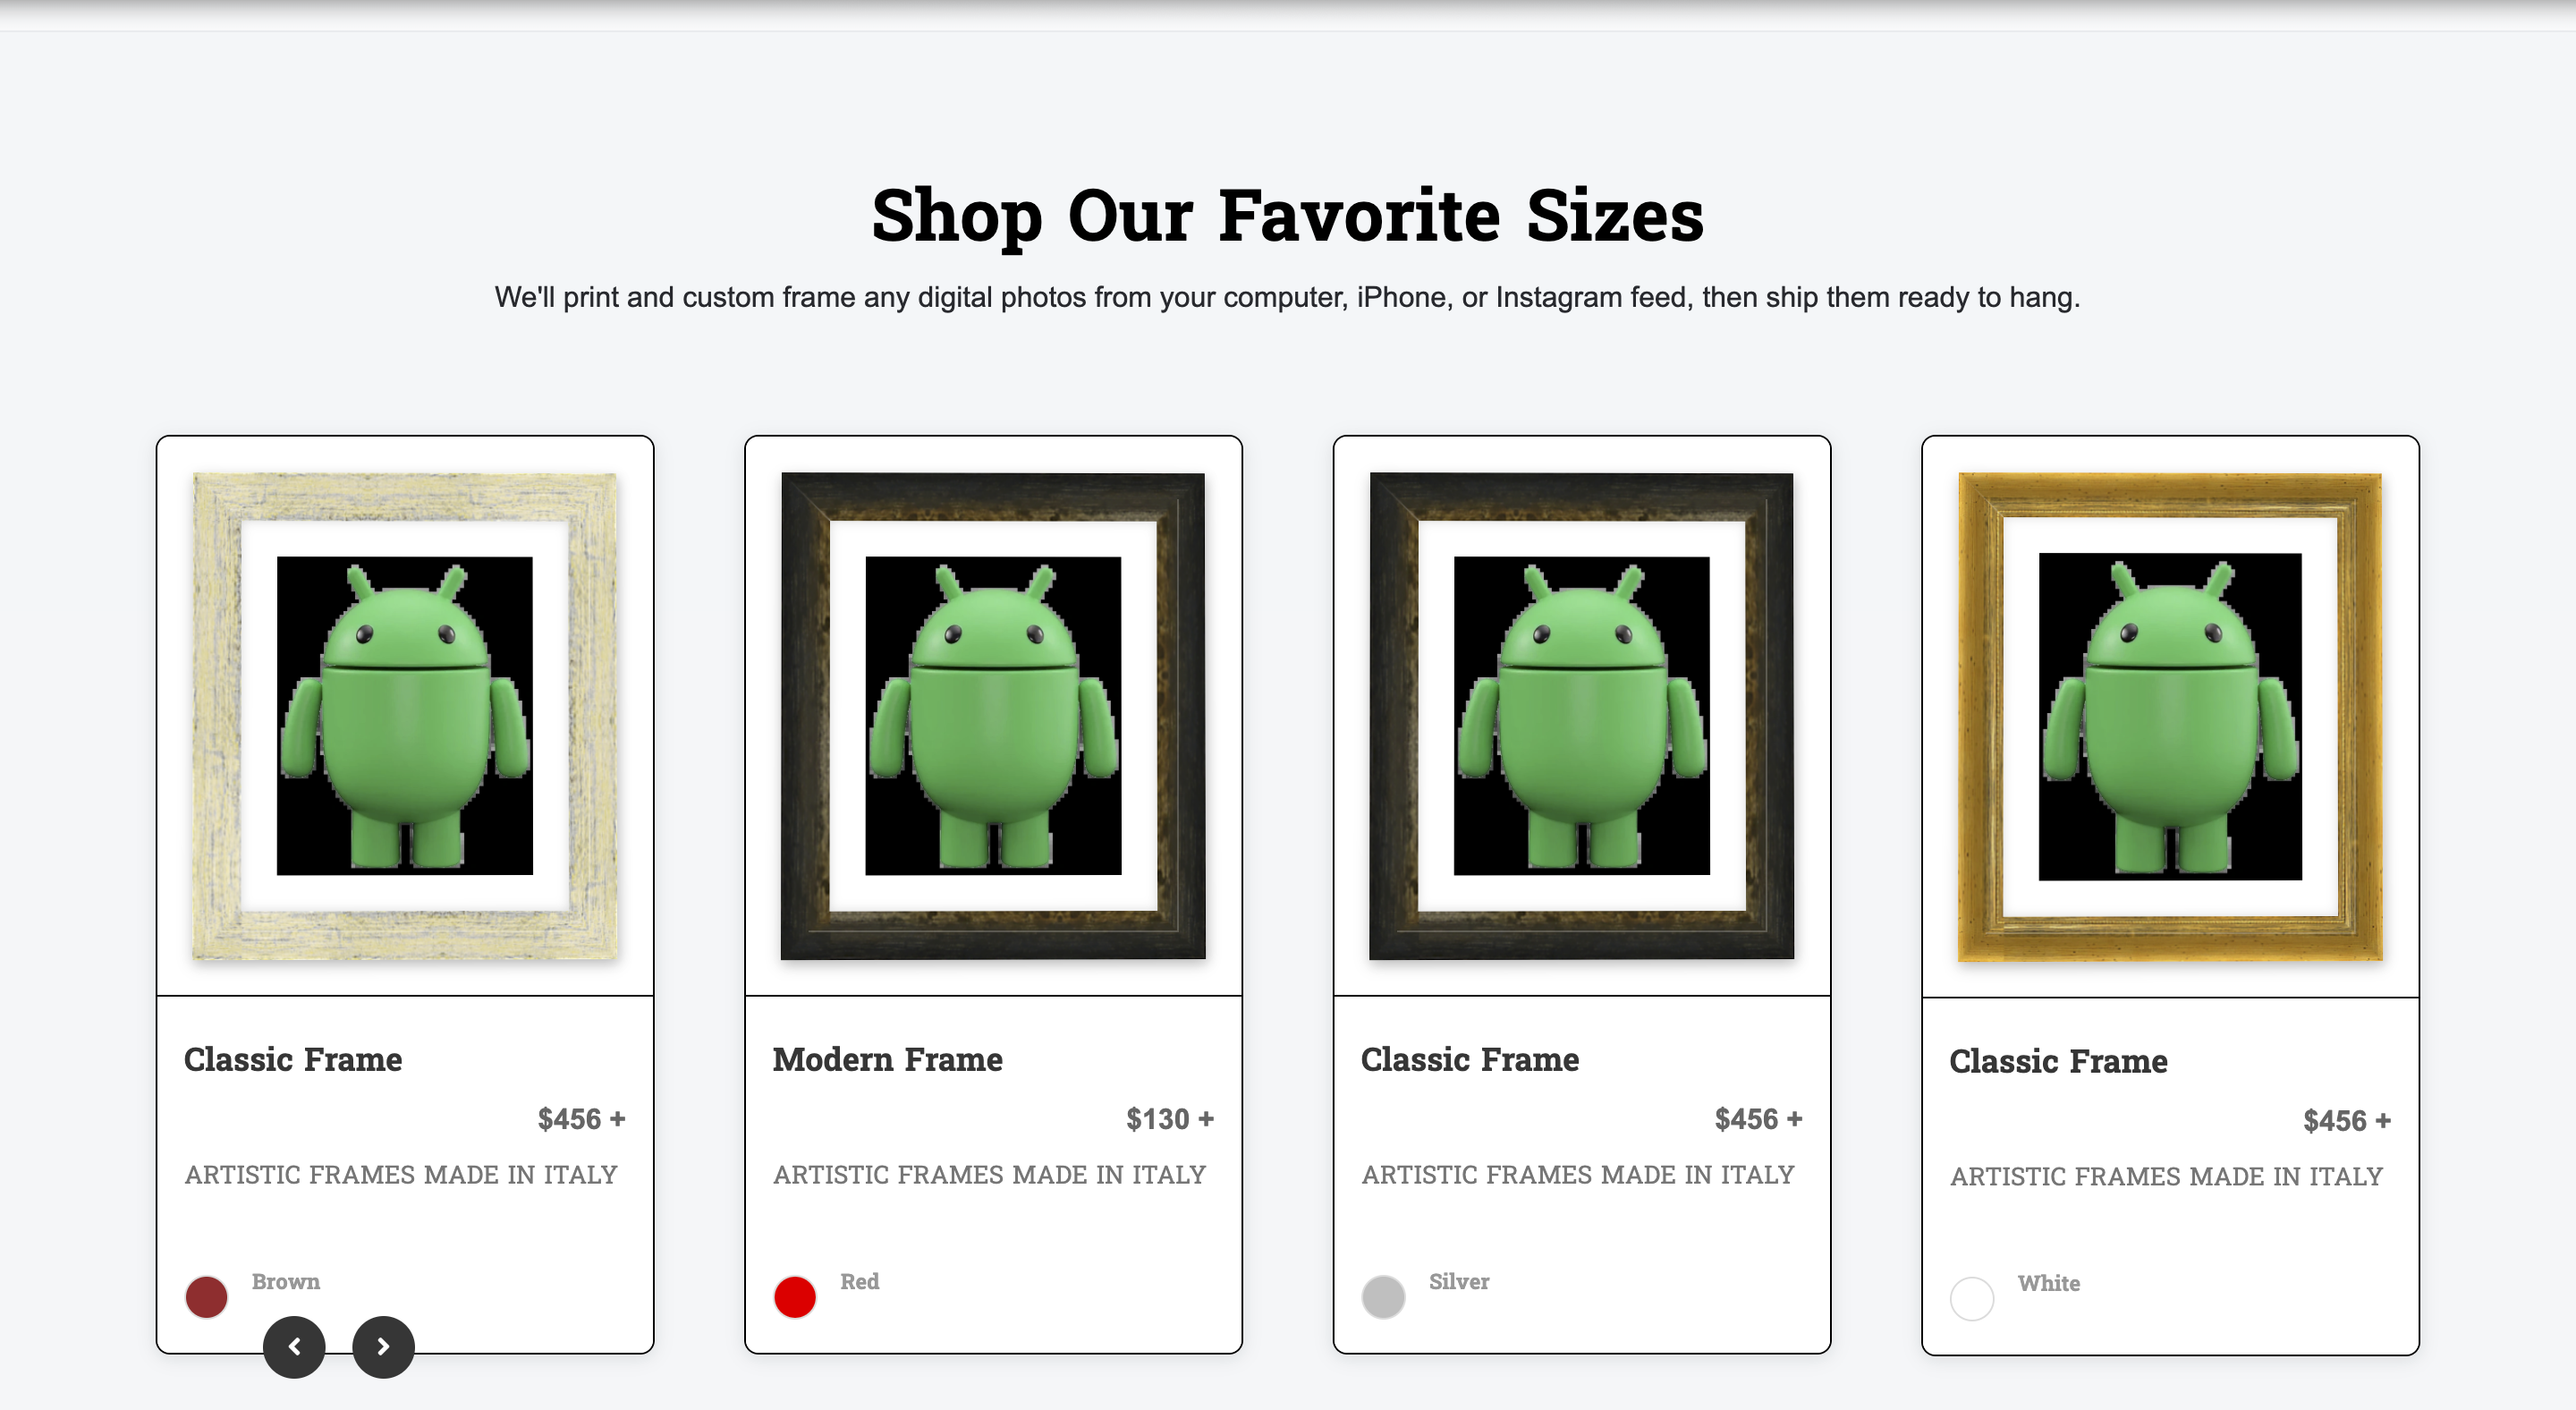 Shop Our Favorite Sizes
We'll print and custom frame any digital photos from your computer, iPhone, or Instagram feed, then ship them ready to hang.
Classic Frame
$456 +
ARTISTIC FRAMES MADE IN ITALY
Brown
Modern Frame
$130 +
ARTISTIC FRAMES MADE IN ITALY
Red
Classic Frame
$456 +
ARTISTIC FRAMES MADE IN ITALY
Silver
Classic Frame
$456 +
ARTISTIC FRAMES MADE IN ITALY
White